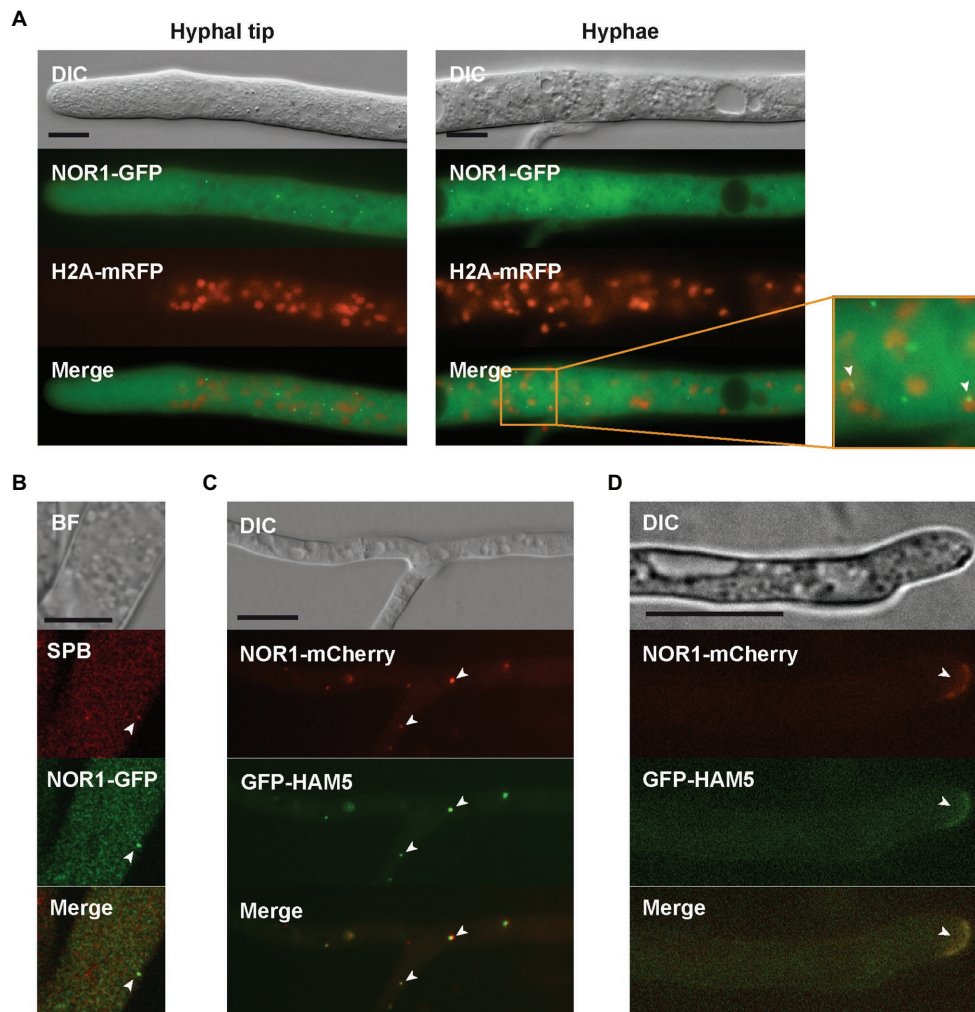 A
Hyphal tip
Hyphae
DIC
DIC
NOR1-GFP
NOR1-GFP
H2A-mRFP
H2A-mRFP
Merge
Merge
B
C
D
BF
DIC
DIC
SPB
NOR1-mCherry
NOR1-mCherry
NOR1-GFP
GFP-HAM5
GFP-HAM5
Merge
Merge
Merge